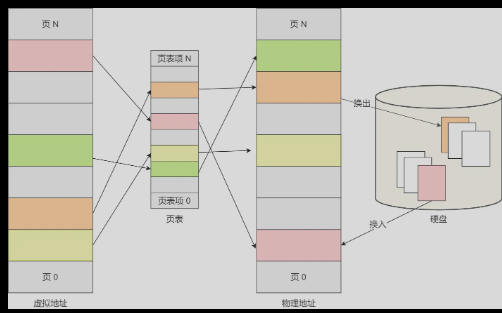 页 N
页 N
页表项 N
换出
页表项 0
页表
硬盘
换入
页 0
页 0
虚拟地址
物理地址